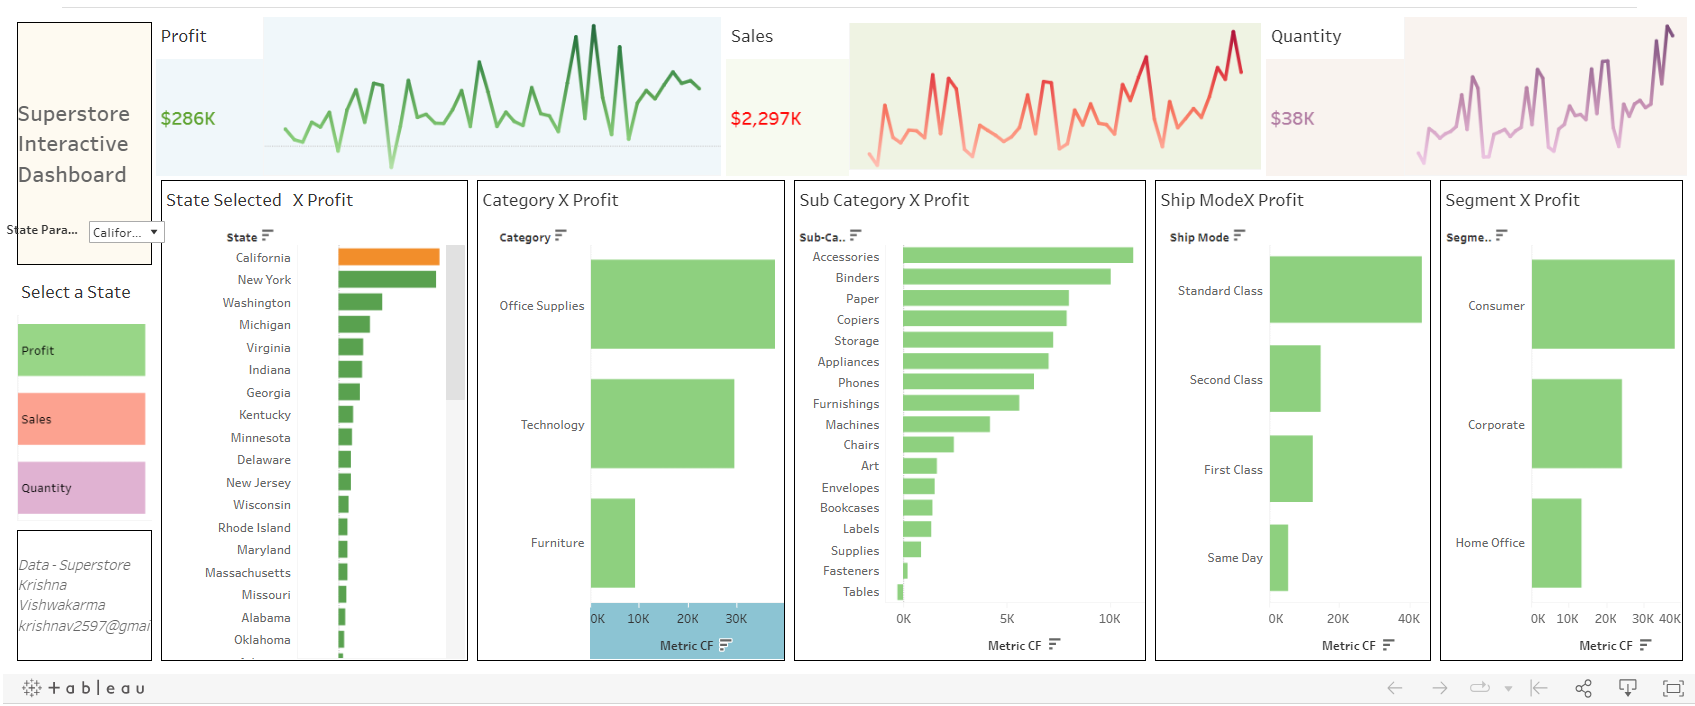 Profit
$286K
Sales
$2,297K
Quantity
$38K
Superstore
Interactive
Dashboard
State Para...
Califor...
Select a State
Profit
Sales
Quantity
Data - Superstore
Krishna
Vishwakarma
krishnav2597@gmai
State Selected X Profit
State
California
New York
Washington
Michigan
Virginia
Indiana
Georgia
Kentucky
Minnesota
Delaware
New Jersey
Wisconsin
Rhode Island
Maryland
Massachusetts
Missouri
Alabama
Oklahoma
Category X Profit
Category
Office Supplies
Technology
Furniture
0K 10K 20K 30K
Metric CF
Sub Category X Profit
Sub-Ca..
Accessories
Binders
Paper
Copiers
Storage
Appliances
Phones
Furnishings
Machines
Chairs
Art
Envelopes
Bookcases
Labels
Supplies
Fasteners
Tables
0K 5K 10K
Metric CF
Ship ModeX Profit
Ship Mode
Standard Class
Second Class
First Class
Same Day
0K 20K 40K
Metric CF
Segment X Profit
Segme..
Consumer
Corporate
Home Office
0K 10K 20K 30K 40K
Metric CF
+ableau